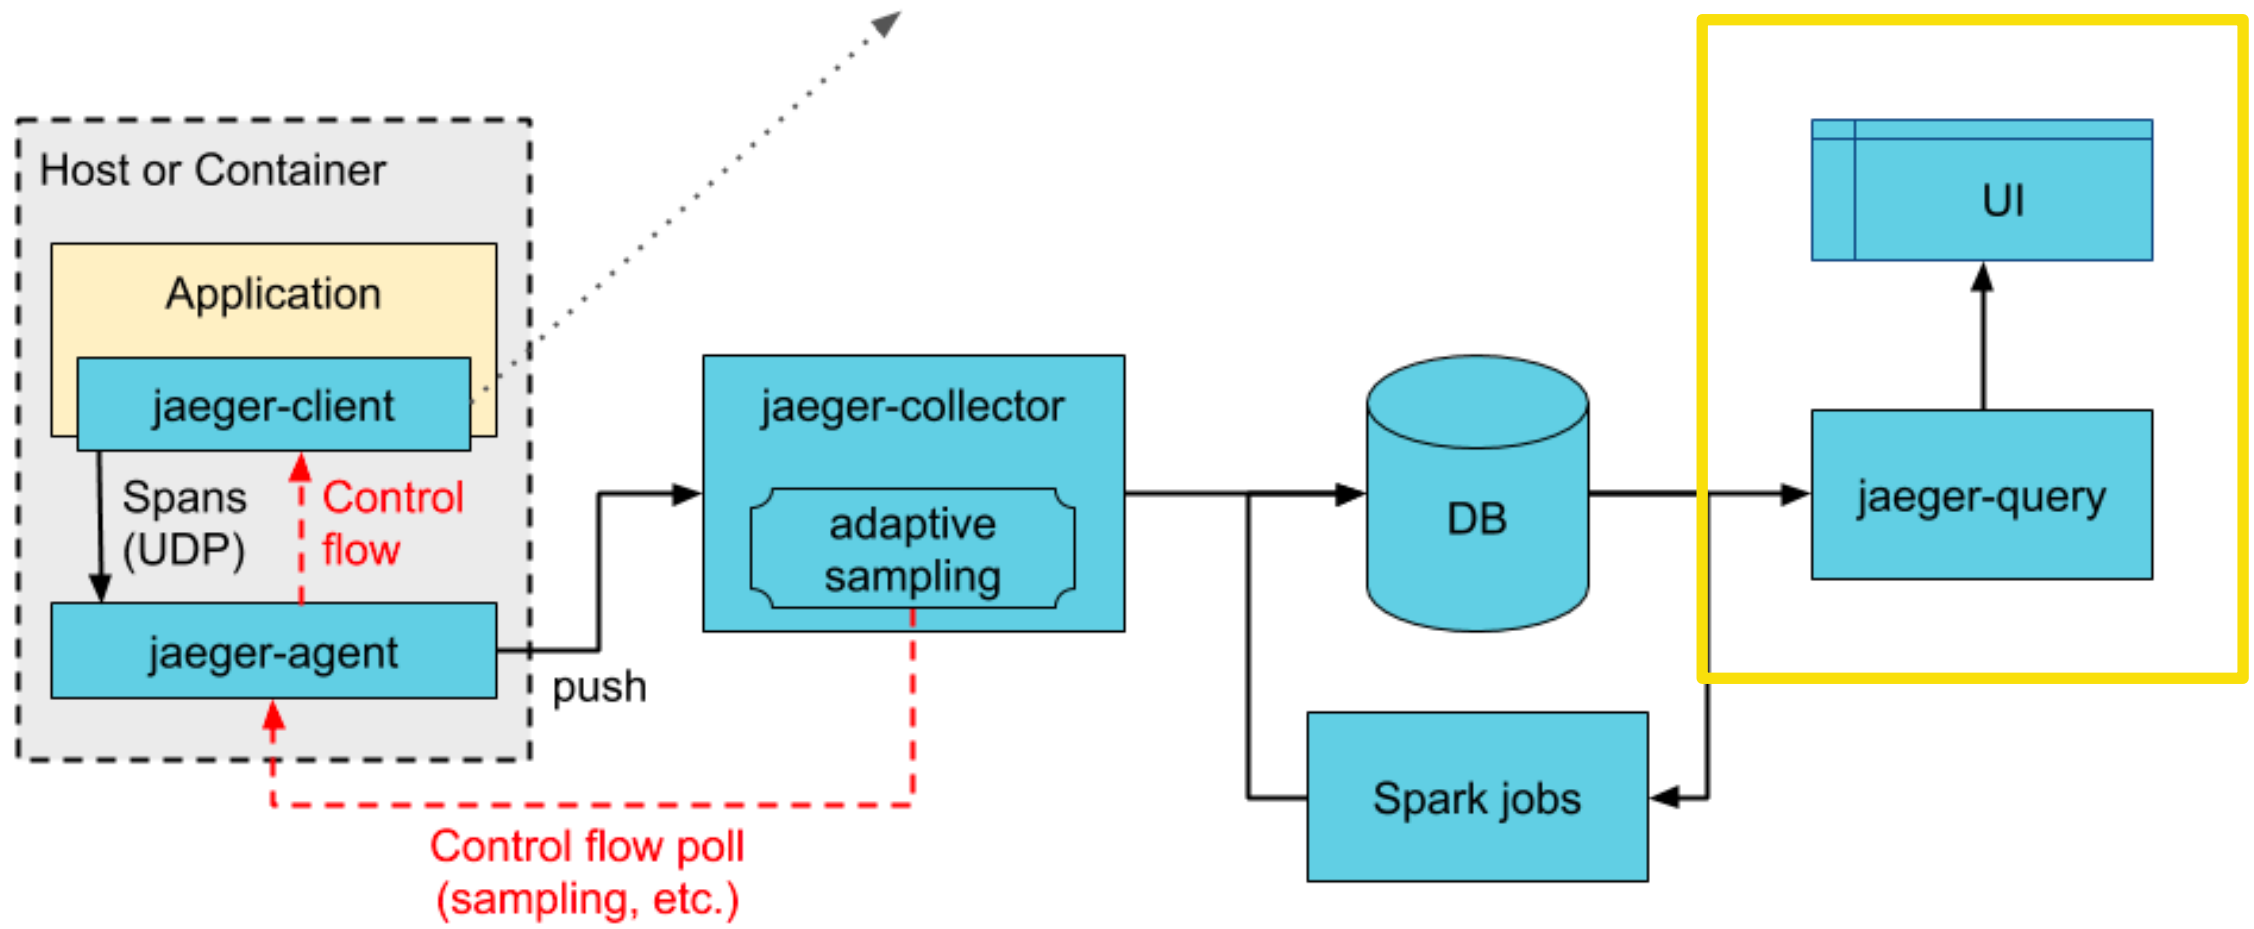 Host or Container
Application
jaeger-client
Spans
(UDP)
Control
flow
jaeger-agent
push
Control flow poll
(sampling, etc.)
jaeger-collector
adaptive
sampling
DB
Spark jobs
UI
jaeger-query